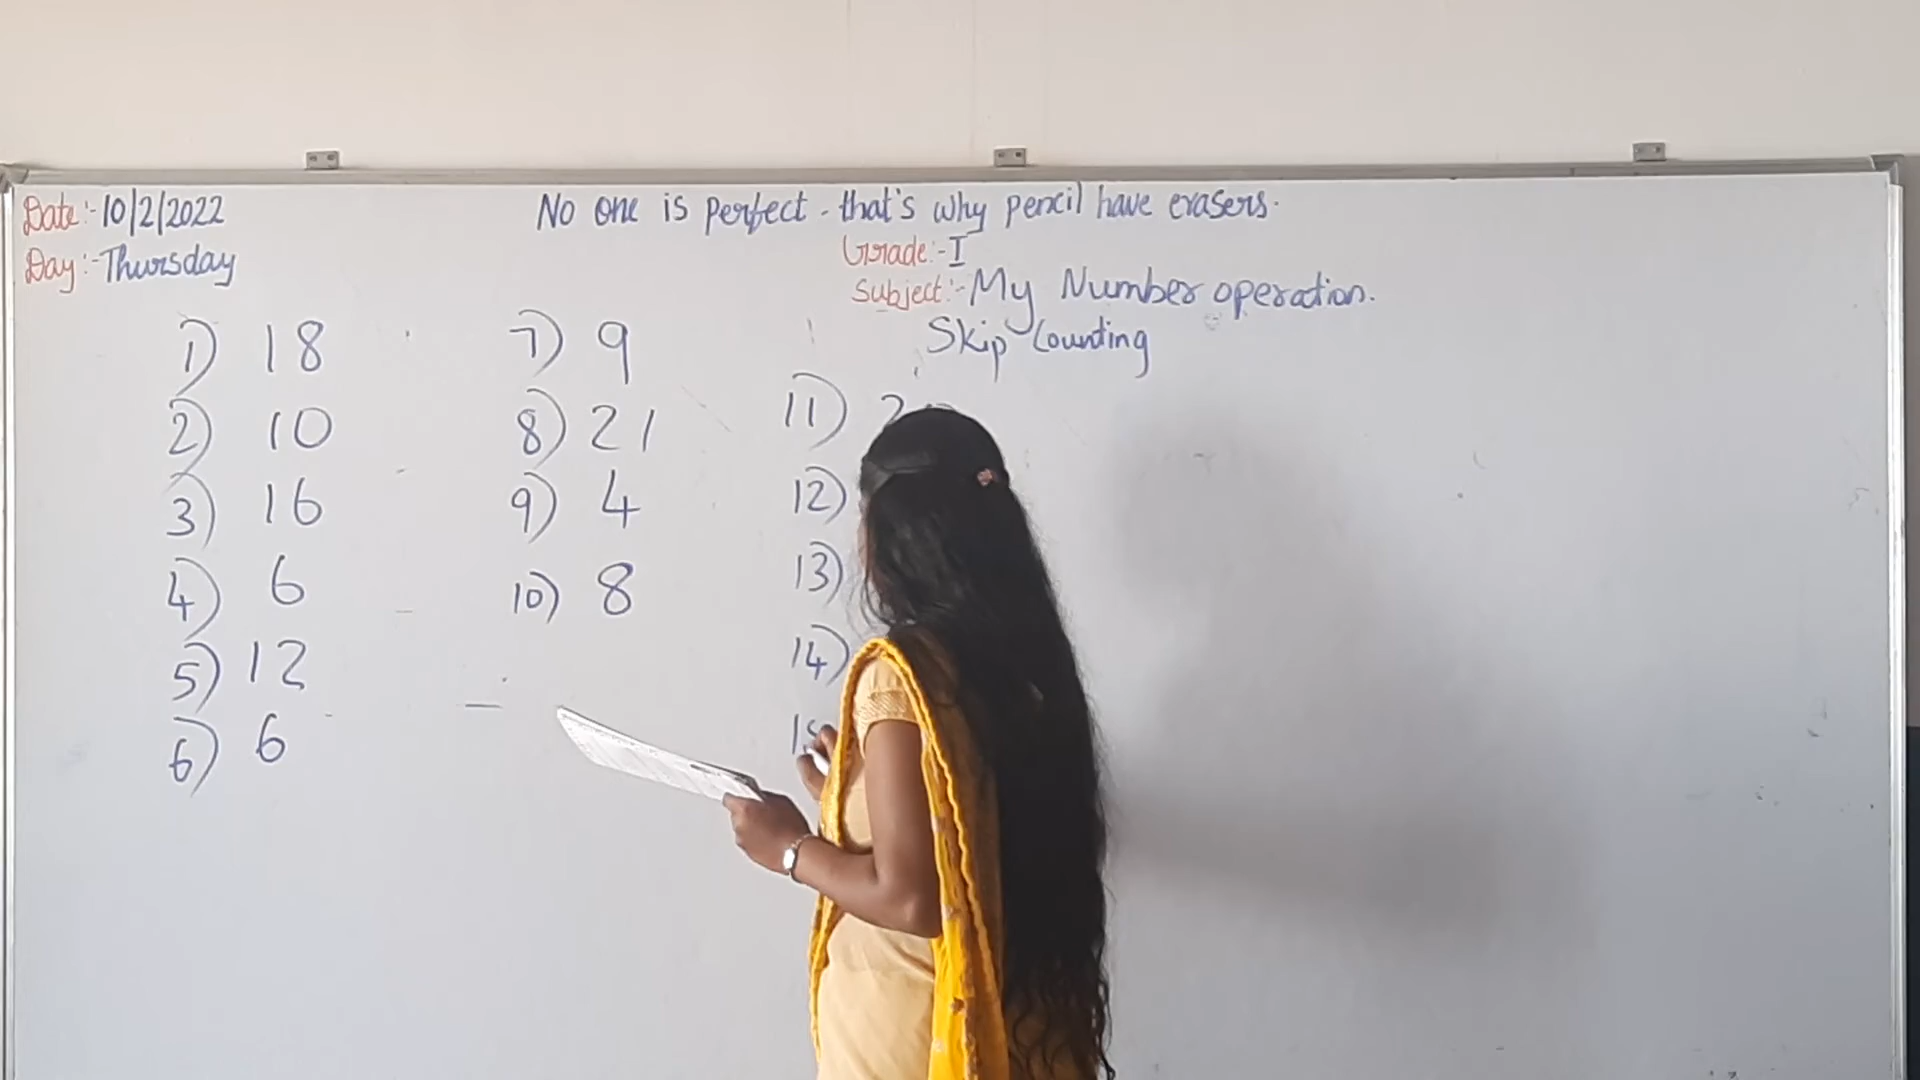 Date:- 10/2/2022
Day:- Thursday
No one is perfect - that's why pencil have erasers.
Grade:- I
Subject:- My Number operation.
Skip Counting
1) 18
2) 10
3) 16
4) 6
5) 12
6) 6
7) 9
8) 21
9) 4
10) 8
11)
12)
13)
14)